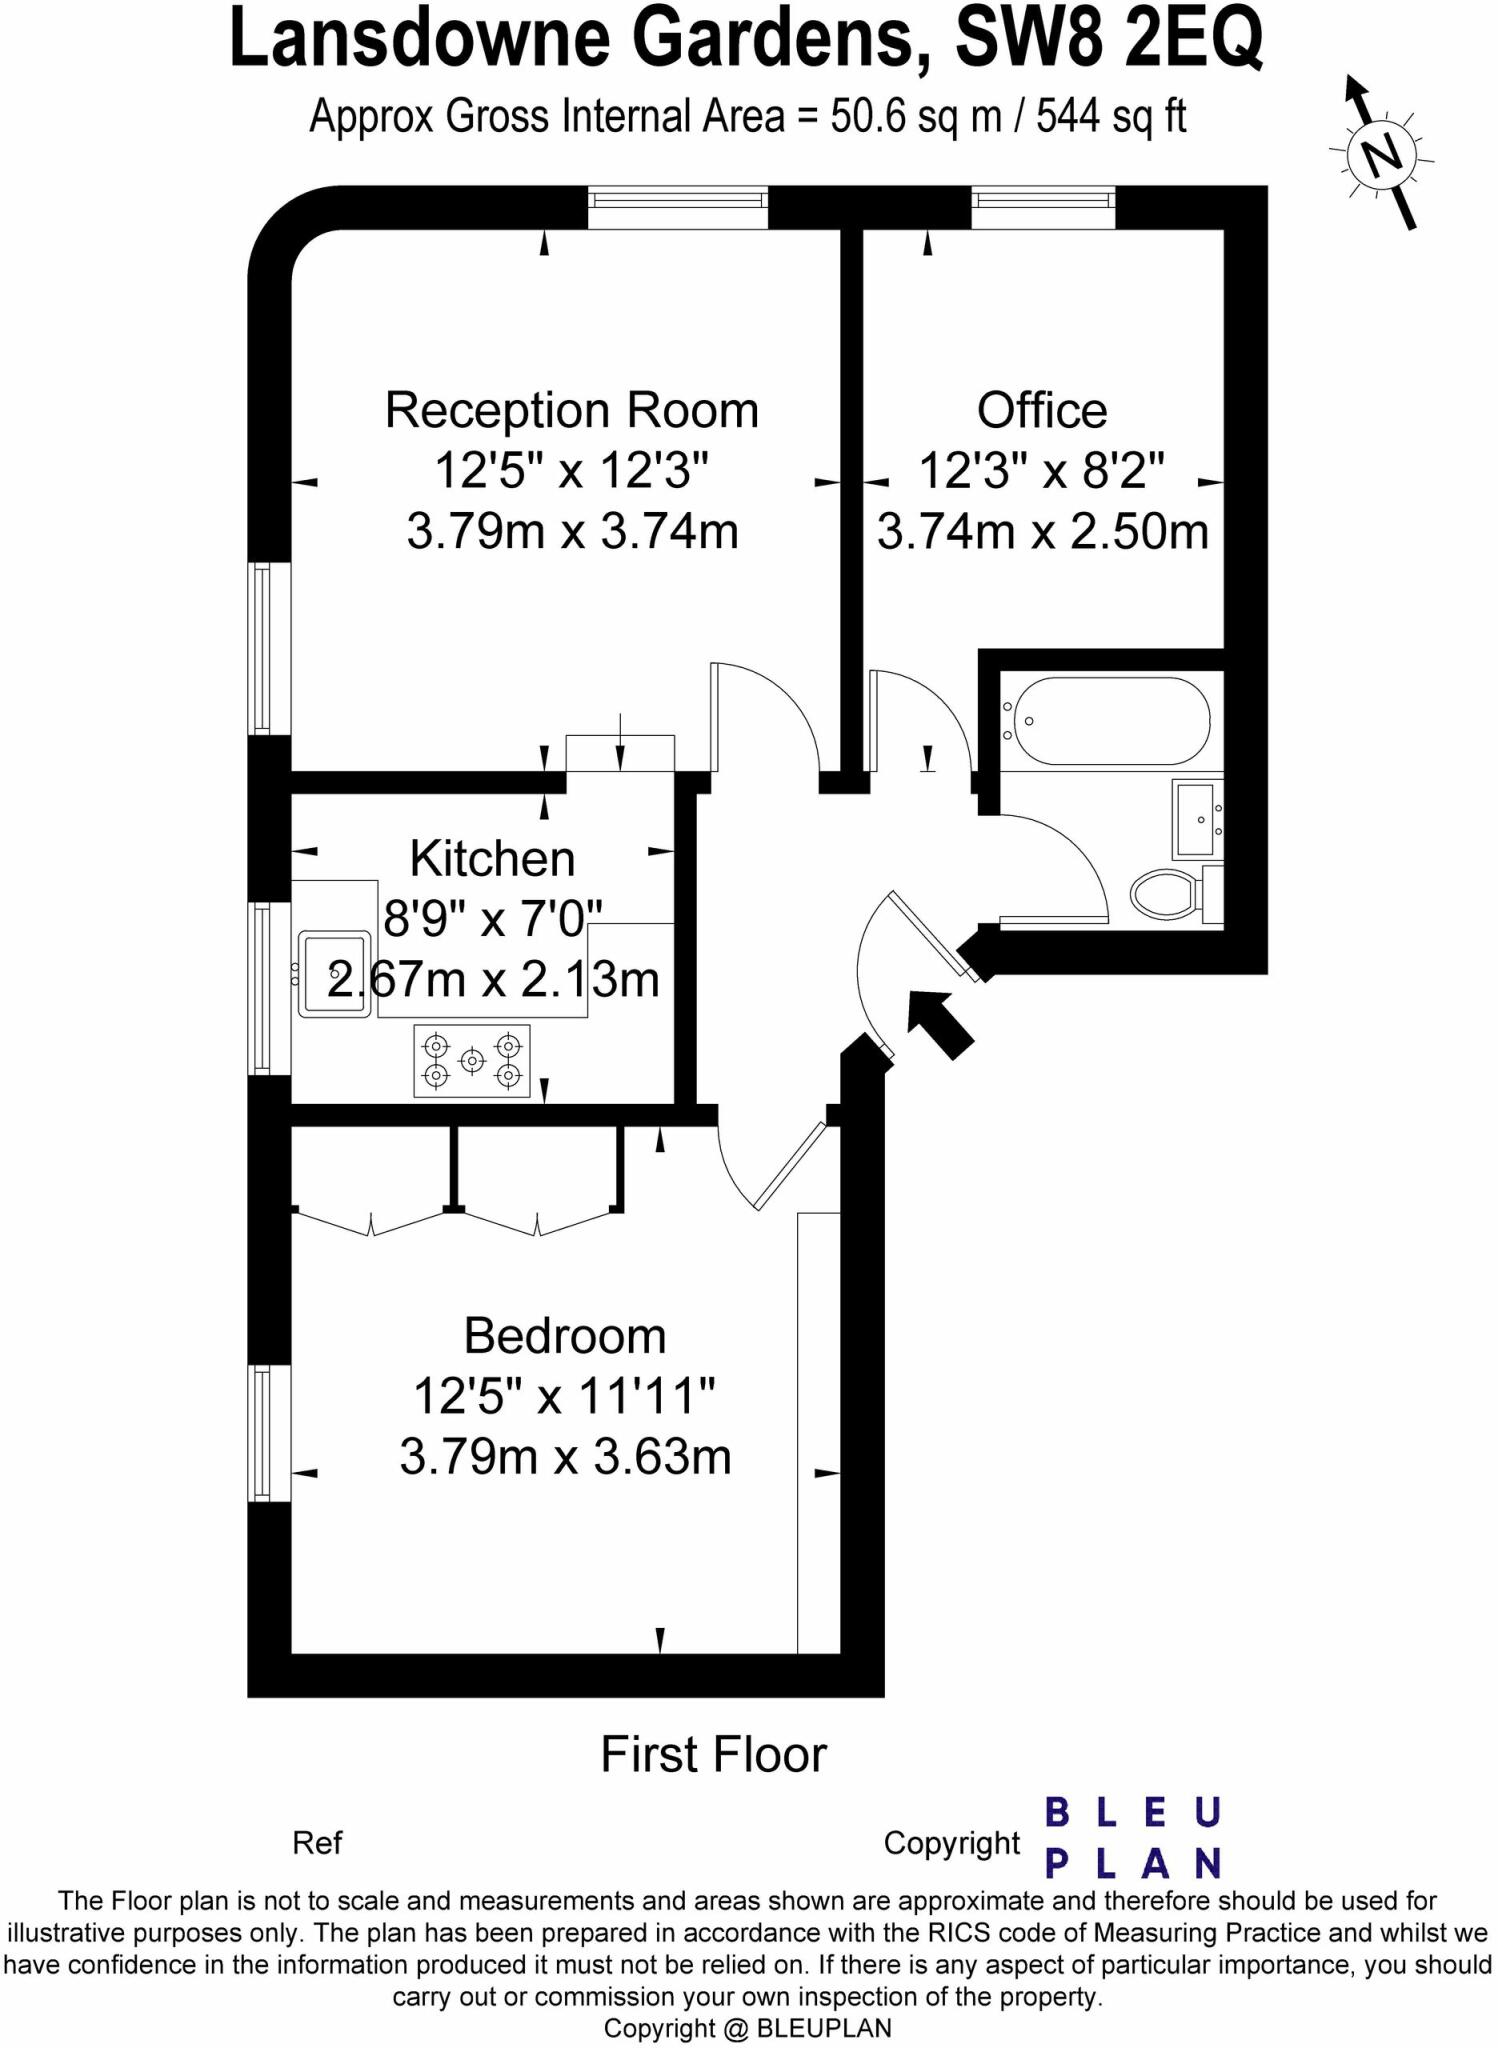 Lansdowne Gardens, SW8 2EQ
Approx Gross Internal Area = 50.6 sq m / 544 sq ft
N
Reception Room
12'5" x 12'3"
3.79m x 3.74m
Office
12'3" x 8'2"
3.74m x 2.50m
Kitchen
8'9" x 7'0"
2.67m x 2.13m
Bedroom
12'5" x 11'11"
3.79m x 3.63m
First Floor
Ref
Copyright
BLEU
PLAN
The Floor plan is not to scale and measurements and areas shown are approximate and therefore should be used for
illustrative purposes only. The plan has been prepared in accordance with the RICS code of Measuring Practice and whilst we
have confidence in the information produced it must not be relied on. If there is any aspect of particular importance, you should
carry out or commission your own inspection of the property.
Copyright @ BLEUPLAN